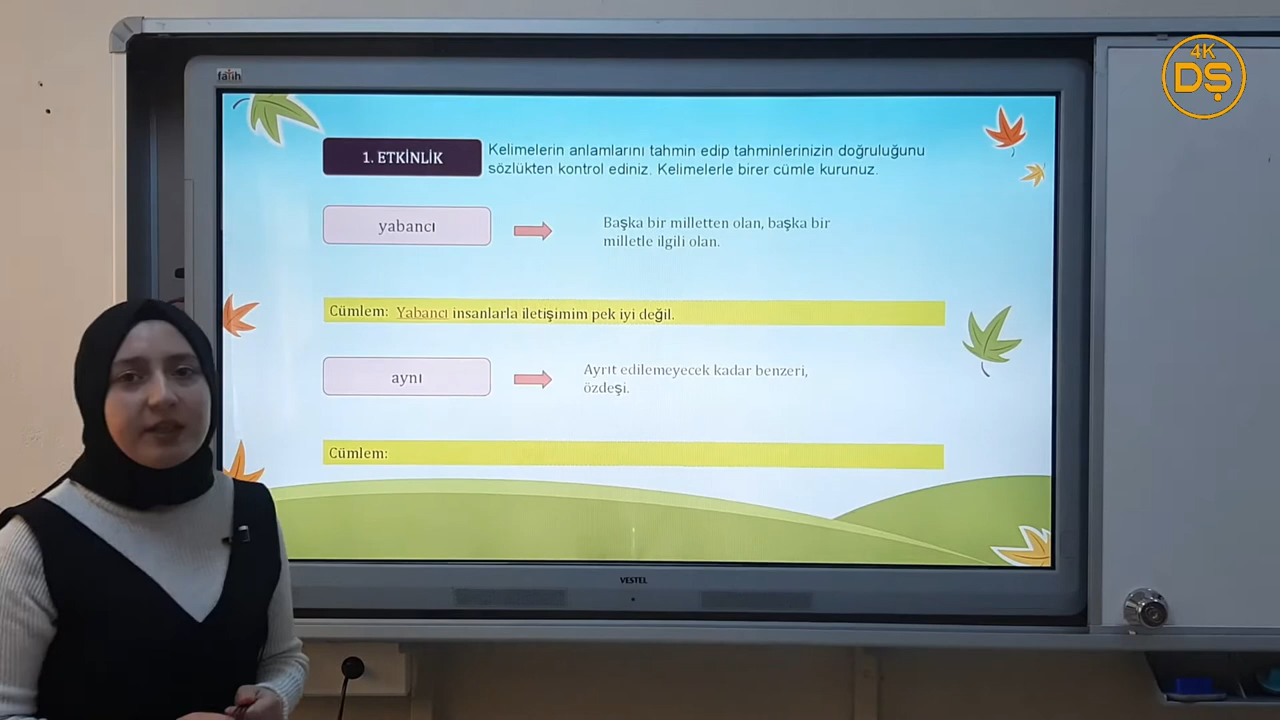 4K
DŞ
fatih
1. ETKİNLİK
Kelimelerin anlamlarını tahmin edip tahminlerinizin doğruluğunu
sözlükten kontrol ediniz. Kelimelerle birer cümle kurunuz.
yabancı
Başka bir milletten olan, başka bir
milletle ilgili olan.
Cümlem: Yabancı insanlarla iletişimim pek iyi değil.
aynı
Ayrıt edilemeyecek kadar benzeri,
özdeşi.
Cümlem:
VESTEL